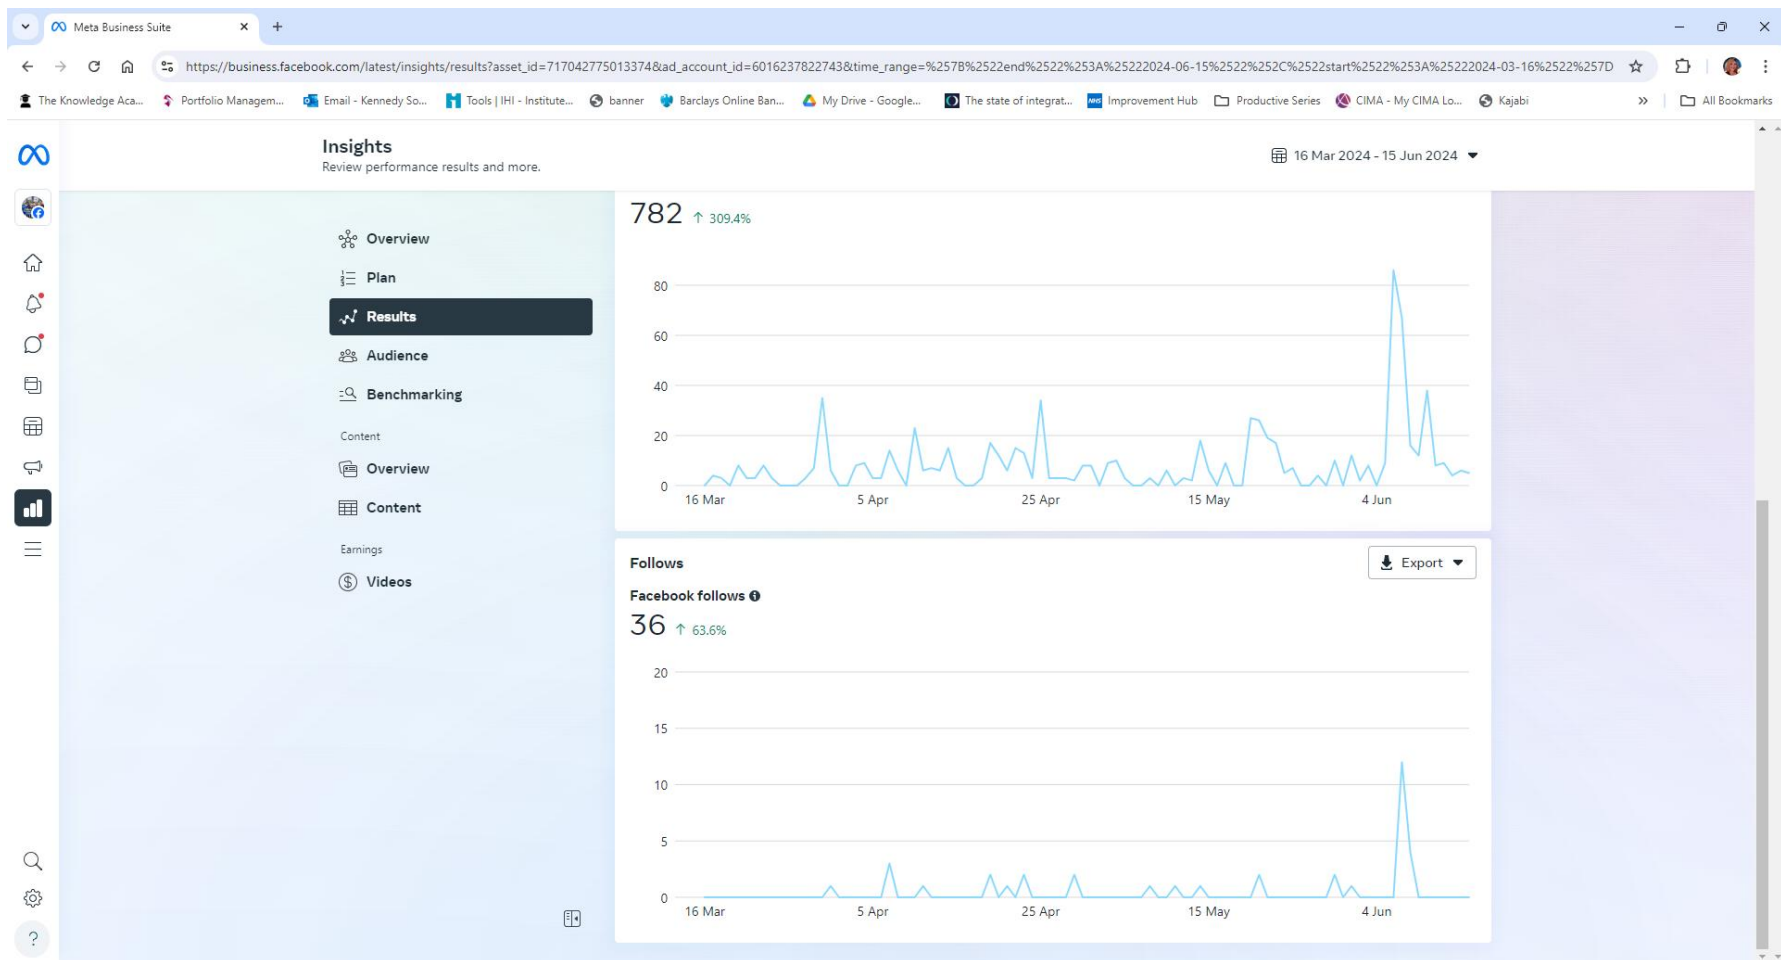 Meta Business Suite
https://business.facebook.com/latest/insights/results?asset_id=717042775013374&ad_account_id=6016237822743&time_range=%257B%2522end%2522%253A%25222024-06-15%2522%252C%2522start%2522%253A%25222024-03-16%2522%257D
The Knowledge Aca... Portfolio Managem... Email - Kennedy So... Tools | IHI - Institute... banner Barclays Online Ban... My Drive - Google... The state of integrat... NHS Improvement Hub Productive Series CIMA - My CIMA Lo... Kajabi » All Bookmarks
Insights
Review performance results and more.
16 Mar 2024 - 15 Jun 2024
Overview
Plan
Results
Audience
Benchmarking
Content
Overview
Content
Earnings
Videos
782 ↑ 309.4%
80
60
40
20
0
16 Mar 5 Apr 25 Apr 15 May 4 Jun
Follows
Export
Facebook follows
36 ↑ 63.6%
20
15
10
5
0
16 Mar 5 Apr 25 Apr 15 May 4 Jun